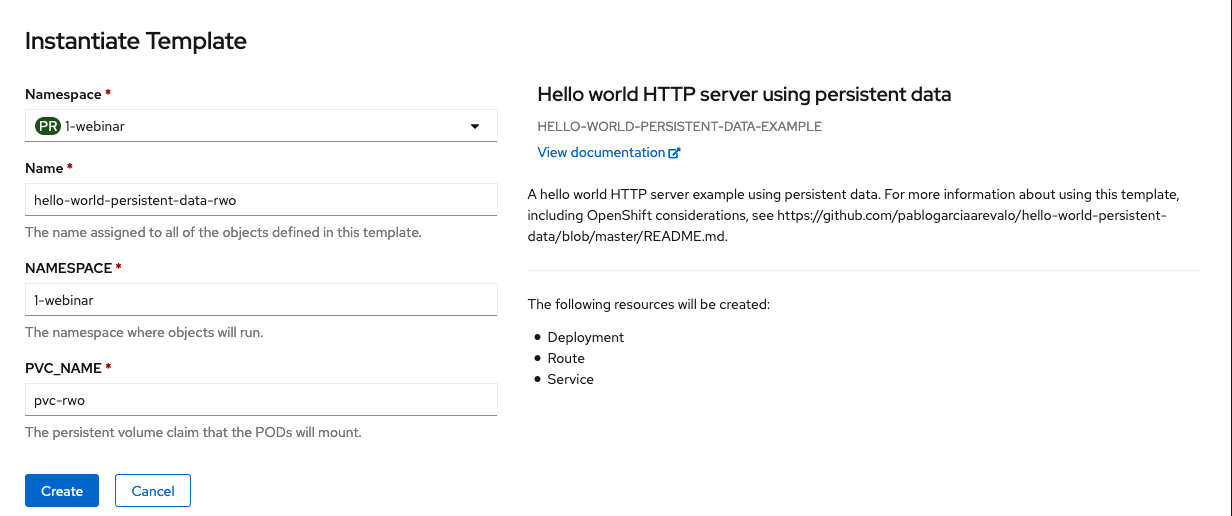 Instantiate Template
Namespace *
PR 1-webinar
Name *
hello-world-persistent-data-rwo
The name assigned to all of the objects defined in this template.
NAMESPACE *
1-webinar
The namespace where objects will run.
PVC_NAME *
pvc-rwo
The persistent volume claim that the PODs will mount.
Create Cancel
Hello world HTTP server using persistent data
HELLO-WORLD-PERSISTENT-DATA-EXAMPLE
View documentation
A hello world HTTP server example using persistent data. For more information about using this template,
including OpenShift considerations, see https://github.com/pablogarciaarevalo/hello-world-persistent-
data/blob/master/README.md.
The following resources will be created:
• Deployment
• Route
• Service